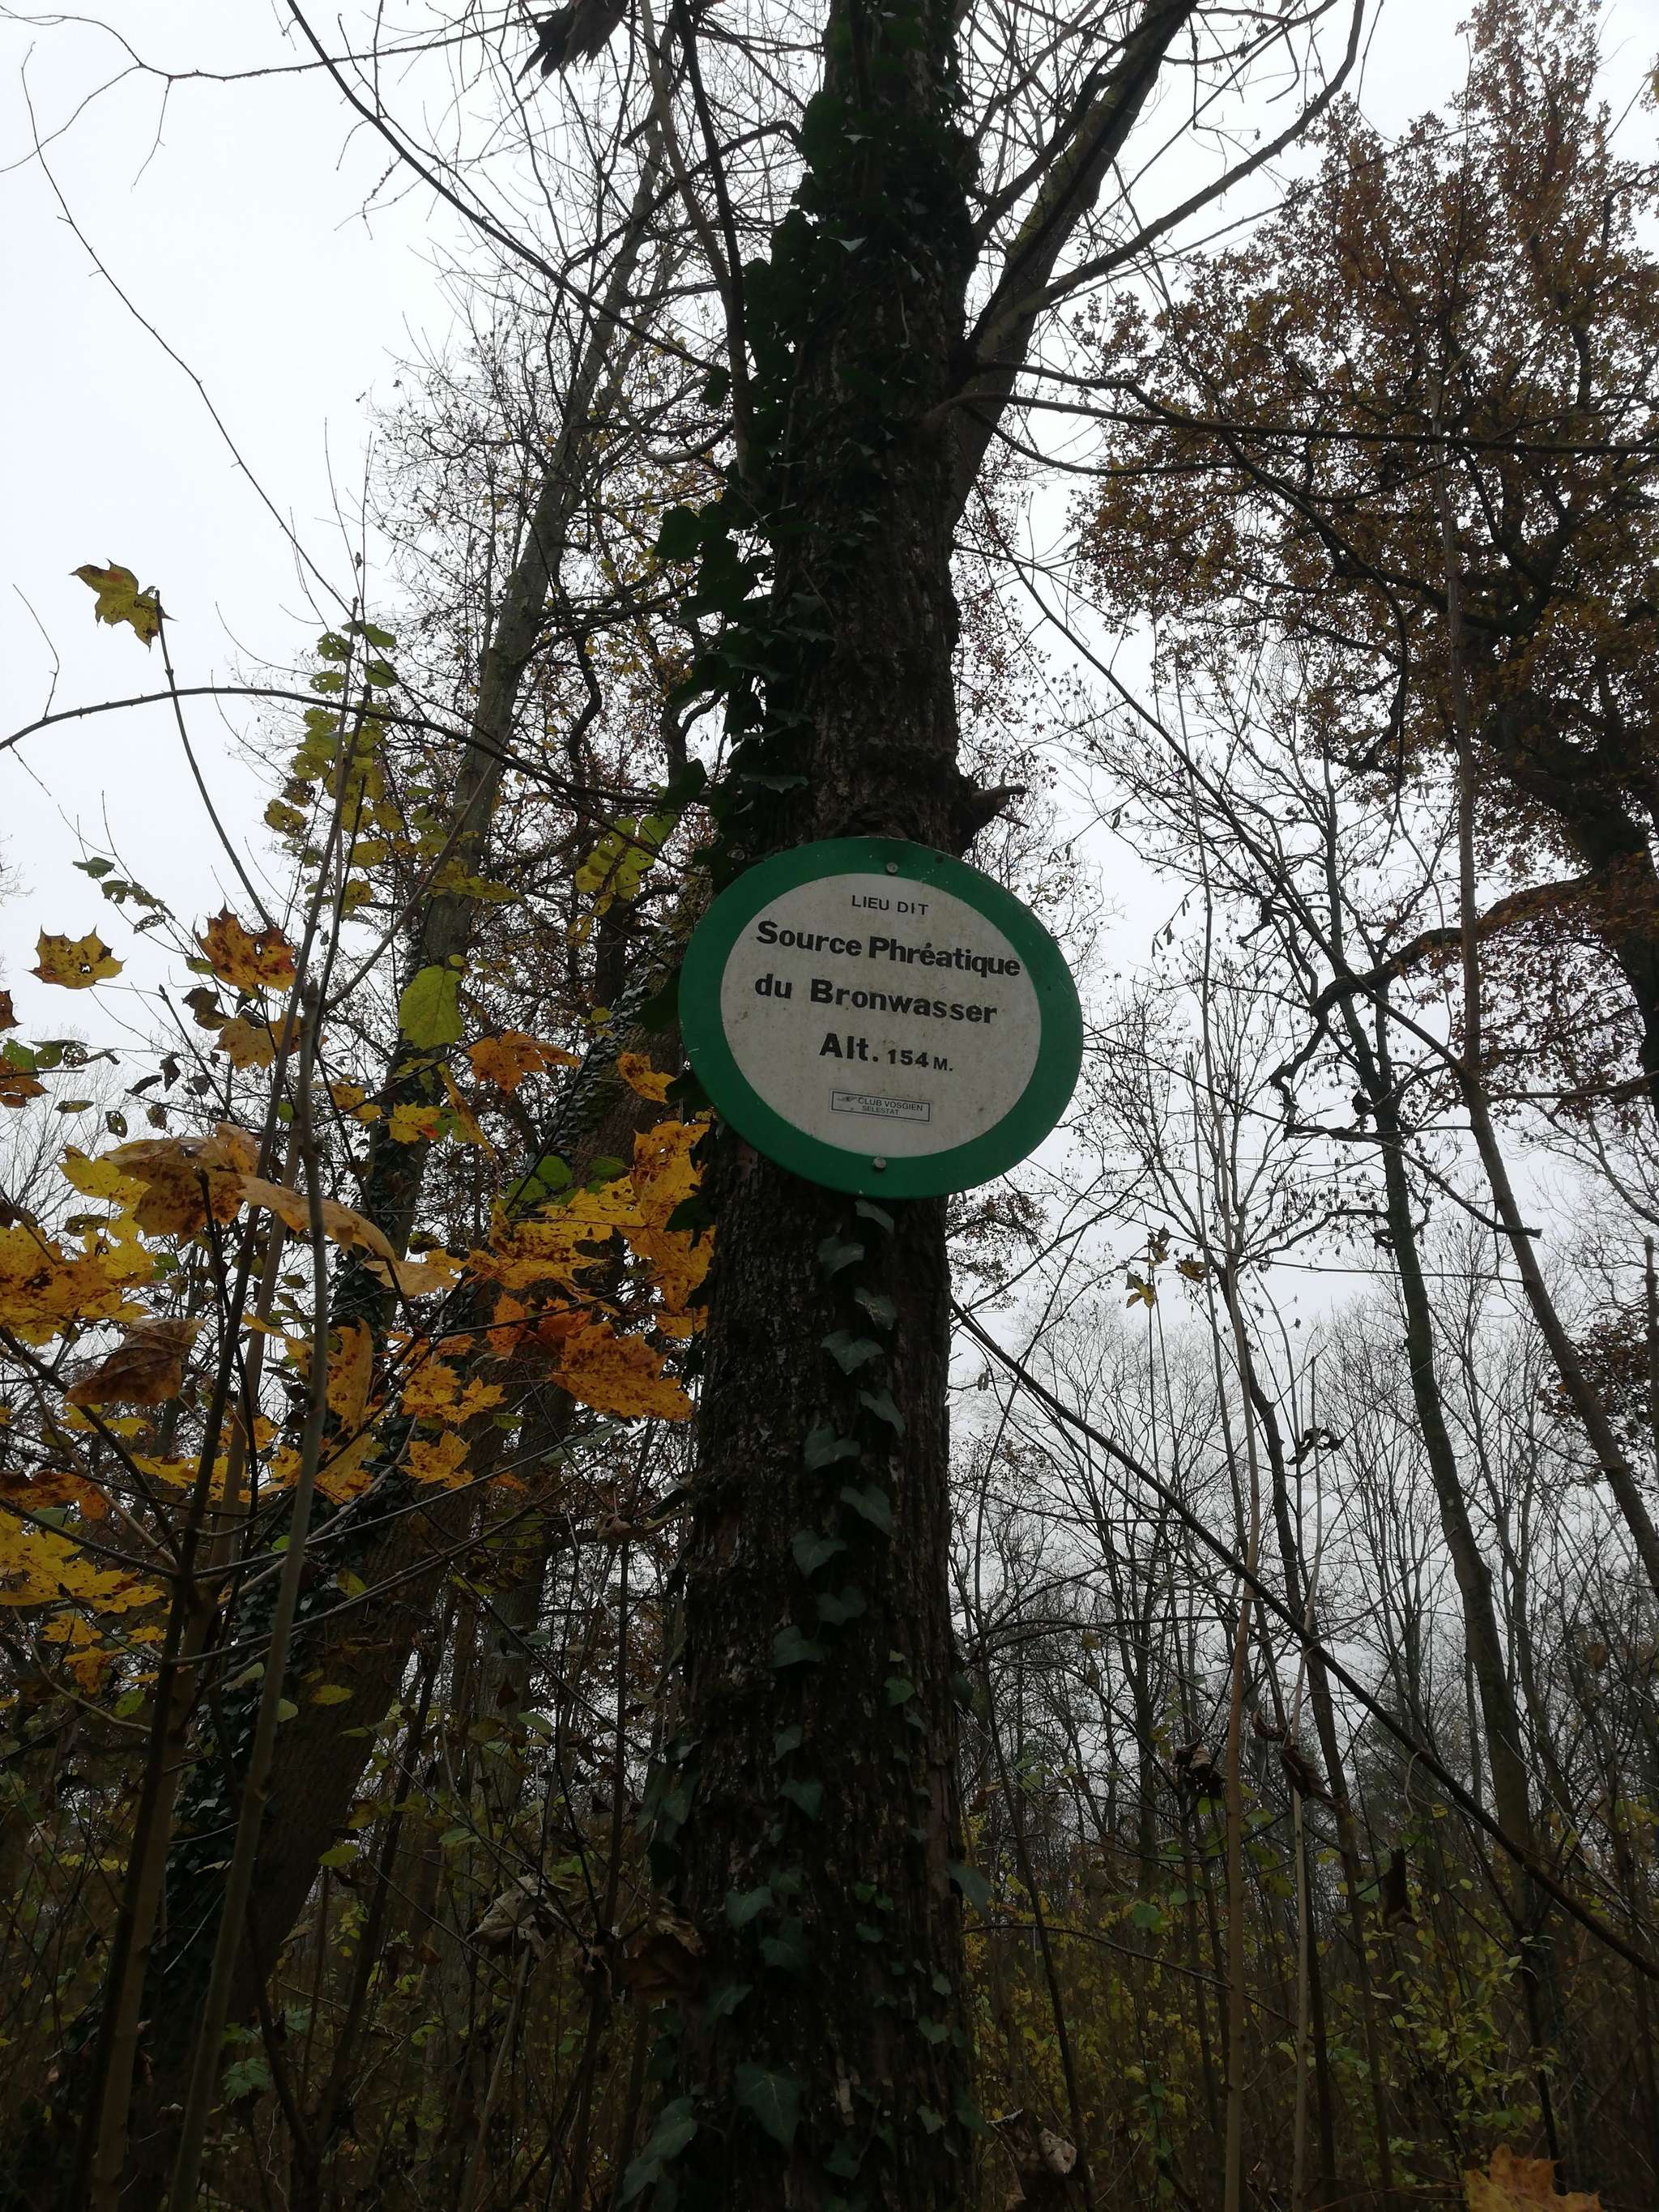 LIEU DIT
Source Phréatique
du Bronwasser
Alt. 154 M.
CLUB VOSGIEN
SELESTAT